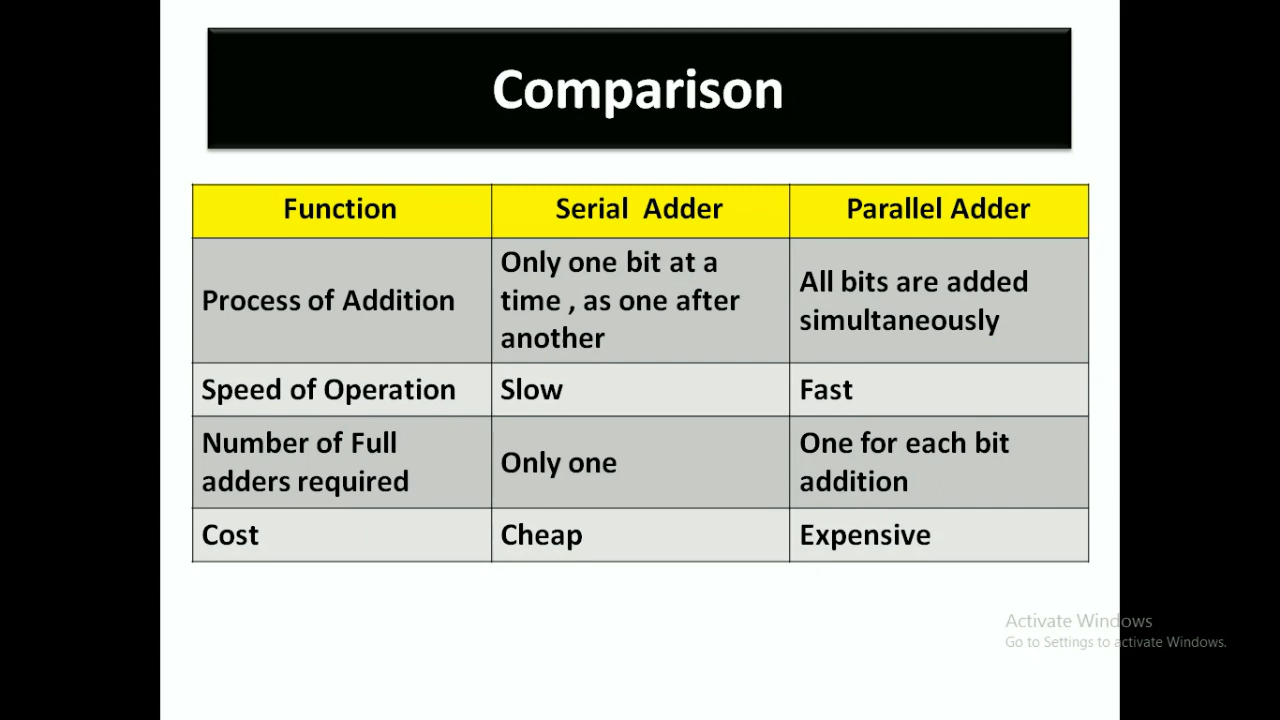 Comparison
Function
Serial Adder
Parallel Adder
Process of Addition
Only one bit at a
time , as one after
another
All bits are added
simultaneously
Speed of Operation
Slow
Fast
Number of Full
adders required
Only one
One for each bit
addition
Cost
Cheap
Expensive
Activate Windows
Go to Settings to activate Windows.